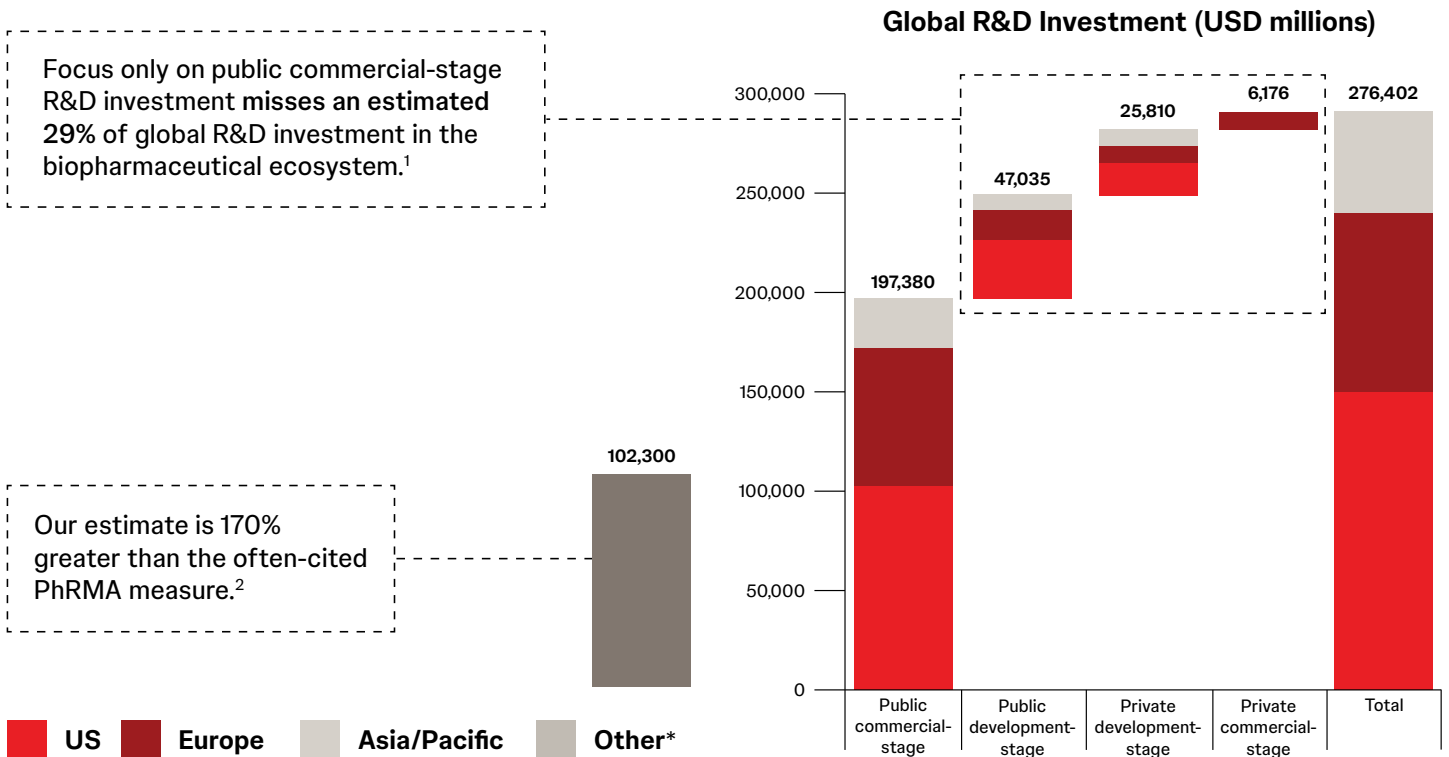 Global R&D Investment (USD millions)
Focus only on public commercial-stage
R&D investment misses an estimated
29% of global R&D investment in the
biopharmaceutical ecosystem.¹
300,000
250,000
200,000
150,000
100,000
50,000
0
197,380
47,035
25,810
6,176
276,402
102,300
Our estimate is 170%
greater than the often-cited
PhRMA measure.²
Public
commercial-
stage
Public
development-
stage
Private
development-
stage
Private
commercial-
stage
Total
US Europe Asia/Pacific Other*